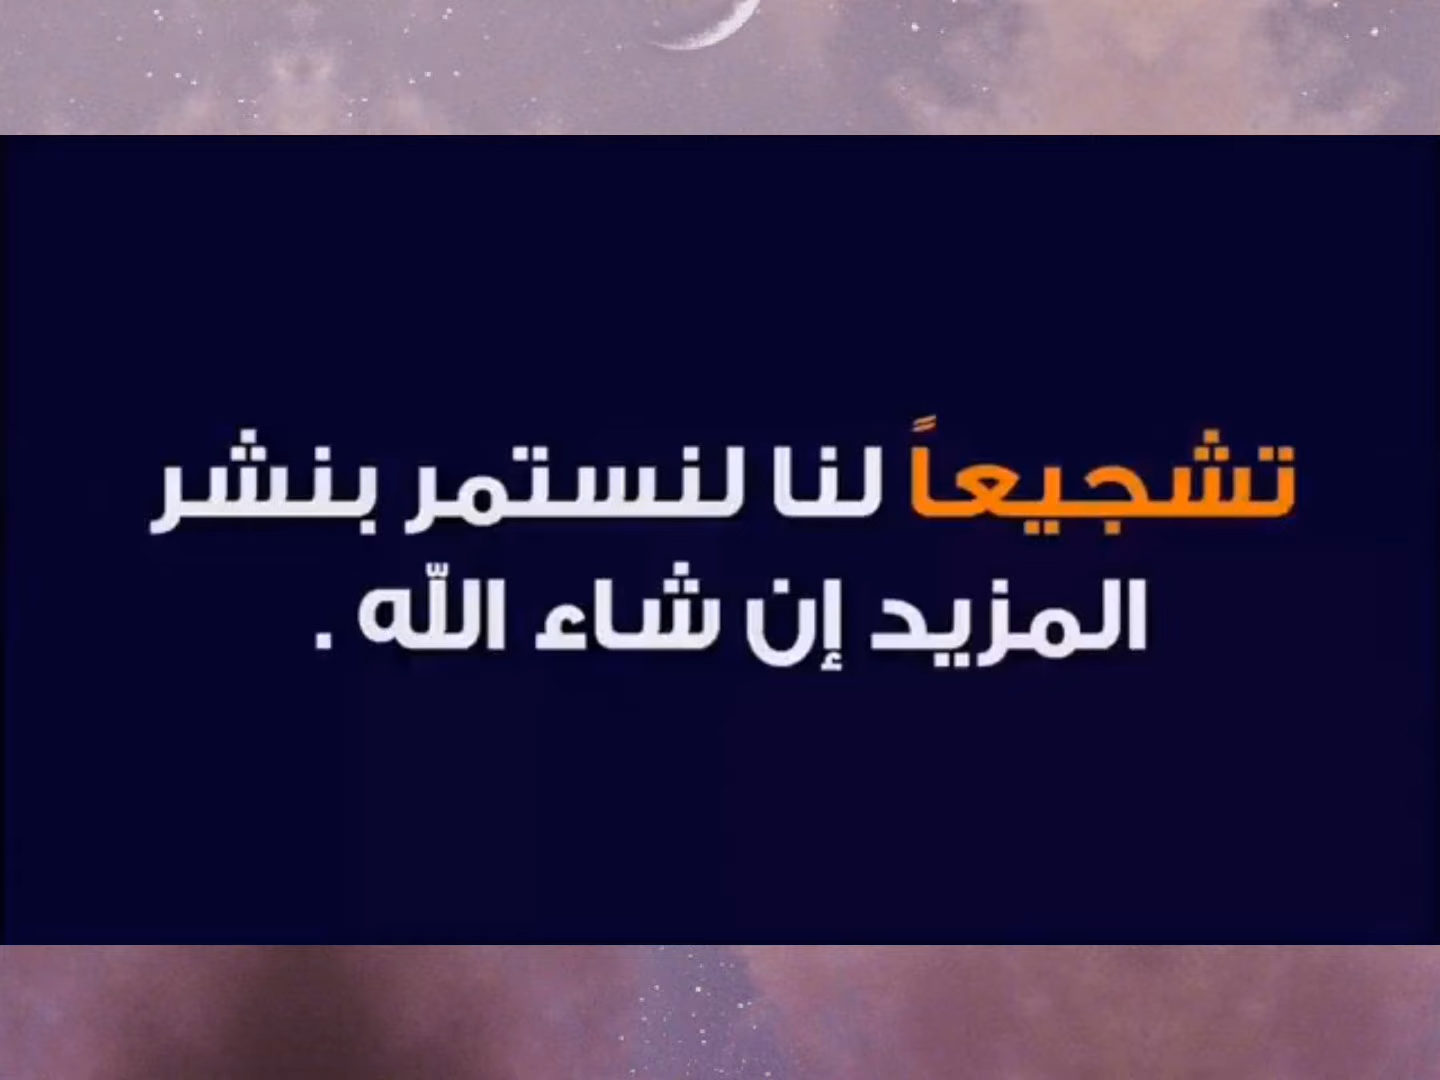 تشجيعاً لنا لنستمر بنشر
المزيد إن شاء اللّه .